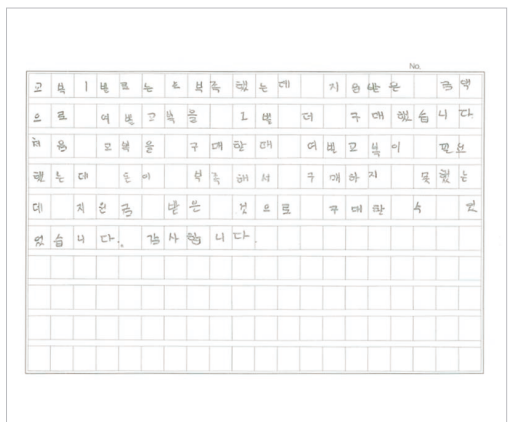 No.
교복 1벌로는 부족했는데 지원받은 금액
으로 여벌교복을 1벌 더 구매했습니다
처음 교복을 구매할때 여벌교복이 필요
했는데 돈이 부족해서 구매하지 못했는
데 지원금 받은 것으로 구매할 수 있
었습니다. 감사합니다.